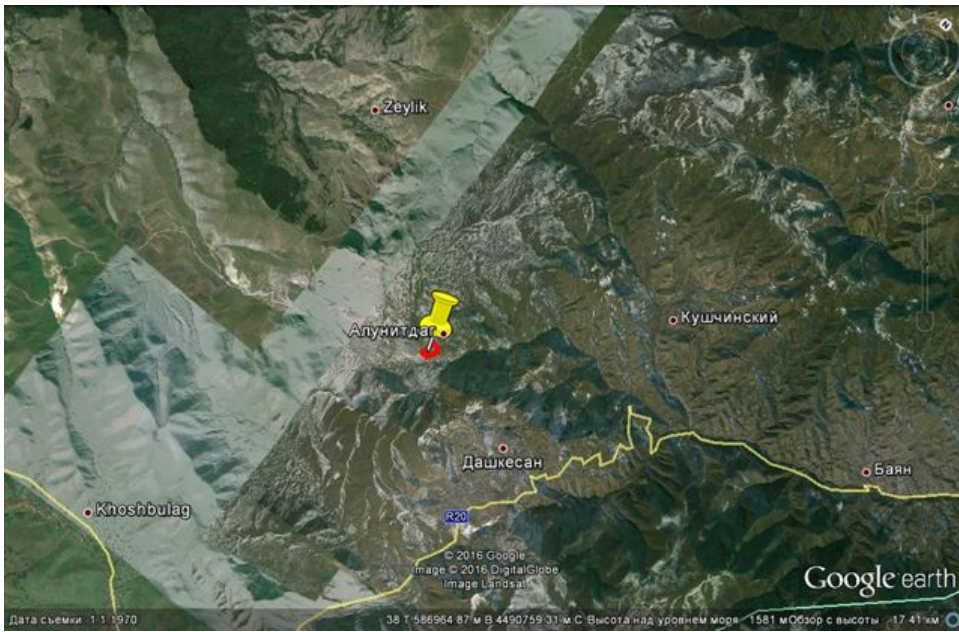 Zeylik
Алунитдаг
Кушчинский
Дашкесан
Баян
Khoshbulag
R20
© 2016 Google
Image © 2016 DigitalGlobe
Image Landsat
Google earth
Дата съемки 1 1 1970
38 T 586964 87 м В 4490759 31 м С Высота над уровнем моря 1581 м Обзор с высоты 17 41 км